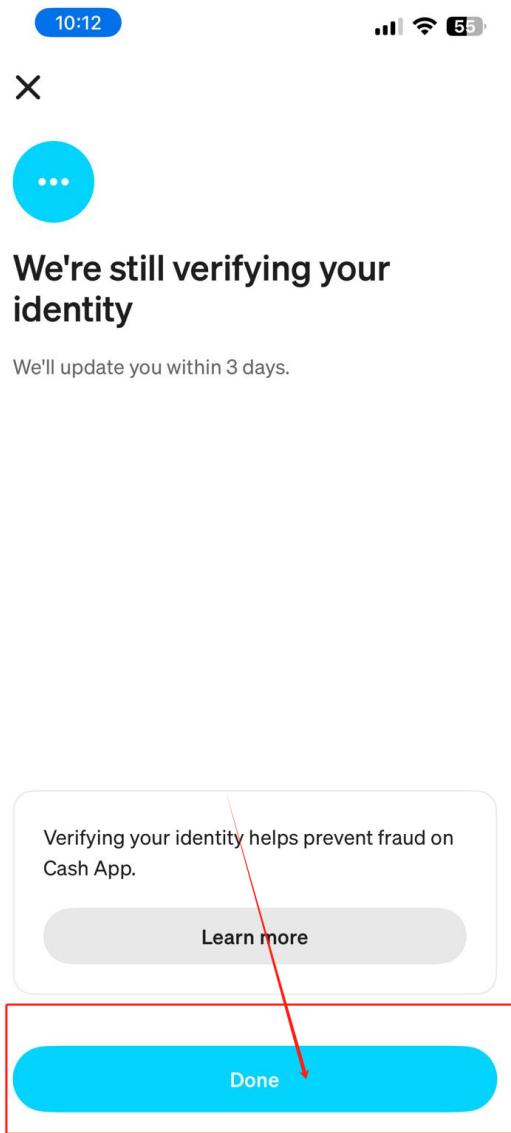 10:12
55
We're still verifying your
identity
We'll update you within 3 days.
Verifying your identity helps prevent fraud on
Cash App.
Learn more
Done